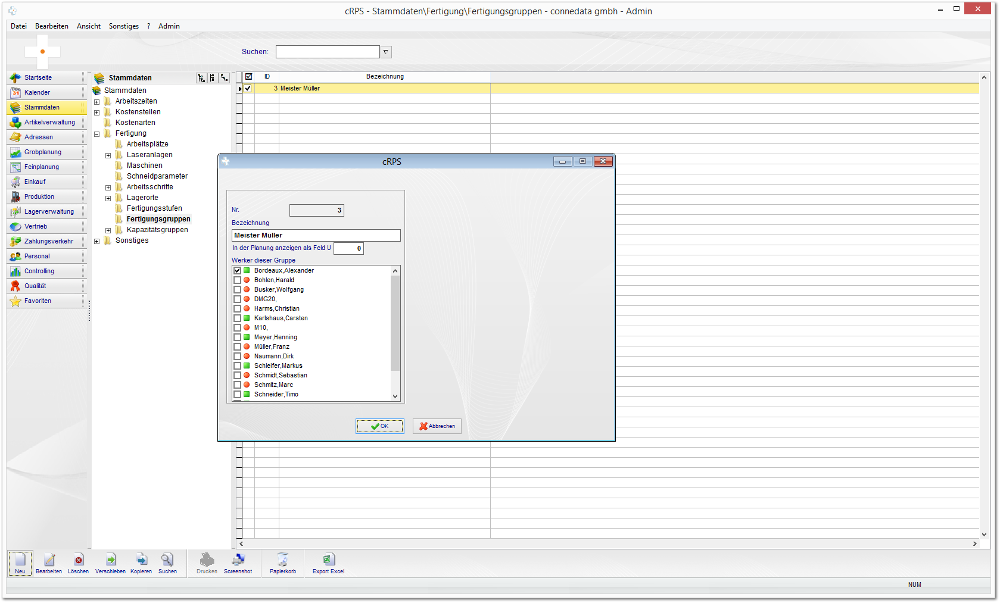 cRPS - Stammdaten\Fertigung\Fertigungsgruppen - connedata gmbh - Admin
Datei Bearbeiten Ansicht Sonstiges ? Admin
Suchen:
Startseite
Kalender
31
Stammdaten
Artikelverwaltung
Adressen
Grobplanung
Feinplanung
Einkauf
Produktion
Lagerverwaltung
Vertrieb
Zahlungsverkehr
Personal
Controlling
Qualität
Favoriten
Stammdaten
Stammdaten
Arbeitszeiten
Kostenstellen
Kostenarten
Fertigung
Arbeitsplätze
Laseranlagen
Maschinen
Schneidparameter
Arbeitsschritte
Lagerorte
Fertigungsstufen
Fertigungsgruppen
Kapazitätsgruppen
Sonstiges
ID Bezeichnung
3 Meister Müller
cRPS
Nr. 3
Bezeichnung
Meister Müller
In der Planung anzeigen als Feld U 0
Werker dieser Gruppe
Bordeaux,Alexander
Bohlen,Harald
Busker,Wolfgang
DMG20,
Harms,Christian
Karlshaus,Carsten
M10,
Meyer,Henning
Müller,Franz
Naumann,Dirk
Schleifer,Markus
Schmidt,Sebastian
Schmitz,Marc
Schneider,Timo
OK Abbrechen
Neu Bearbeiten Löschen Verschieben Kopieren Suchen Drucken Screenshot Papierkorb Export Excel
NUM